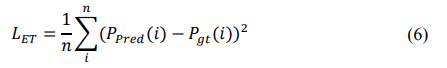 L_{ET} = \frac{1}{n} \sum_{i}^{n} (P_{Pred}(i) - P_{gt}(i))^2 (6)